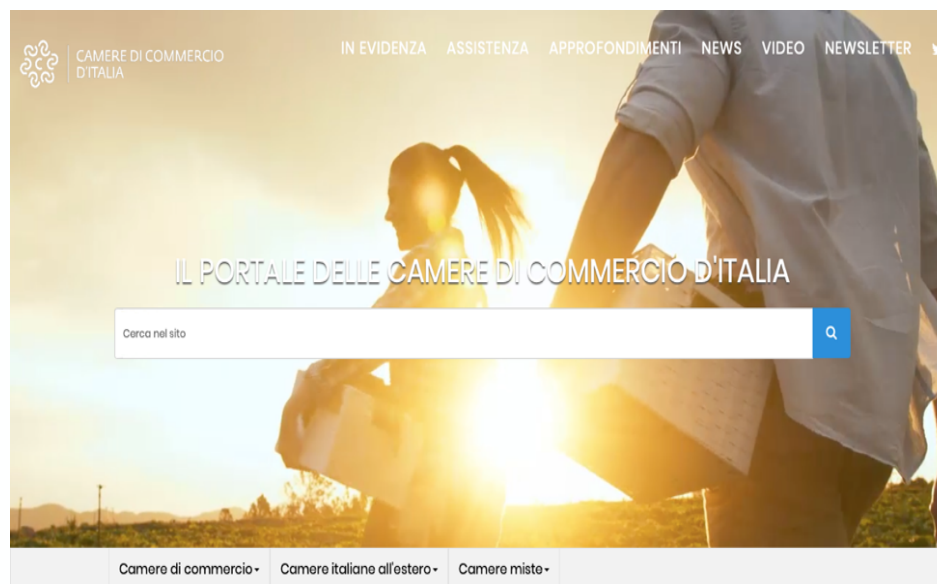 CAMERE DI COMMERCIO
D'ITALIA
IN EVIDENZA ASSISTENZA APPROFONDIMENTI NEWS VIDEO NEWSLETTER
IL PORTALE DELLE CAMERE DI COMMERCIO D'ITALIA
Cerca nel sito
Camere di commercio Camere italiane all'estero Camere miste